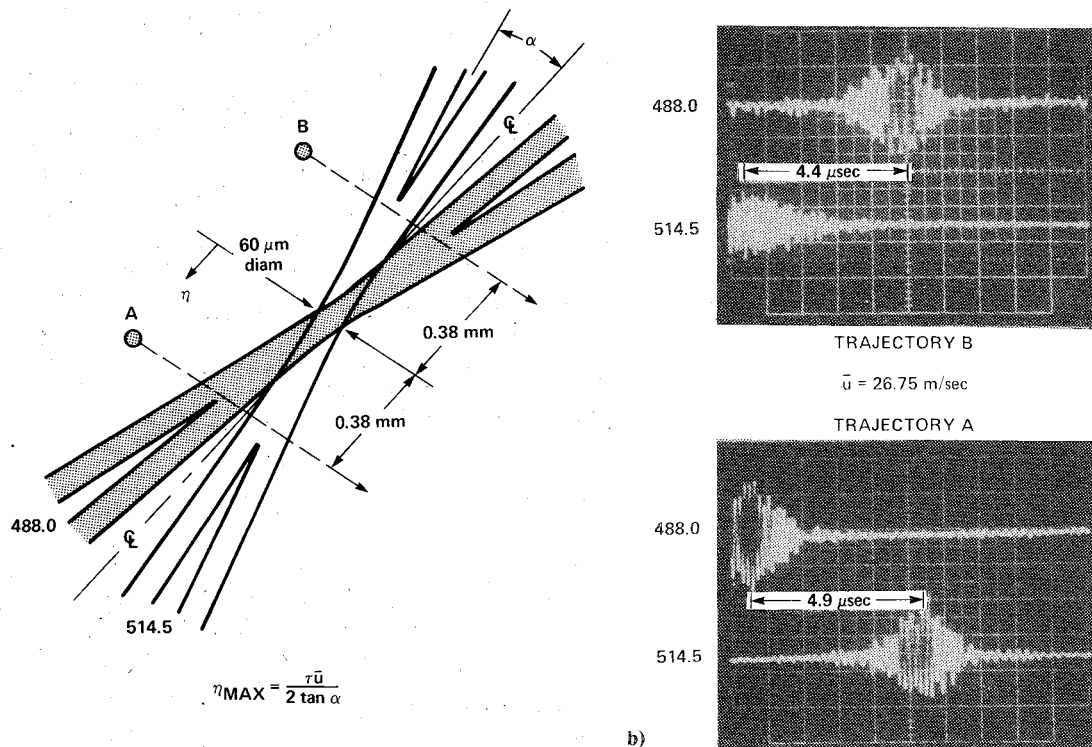 α
℄
B
60 μm
diam
η
A
0.38 mm
0.38 mm
488.0
℄
514.5
ηMAX = τū / 2 tan α
488.0
4.4 μsec
514.5
TRAJECTORY B
ū = 26.75 m/sec
TRAJECTORY A
488.0
4.9 μsec
514.5
b)